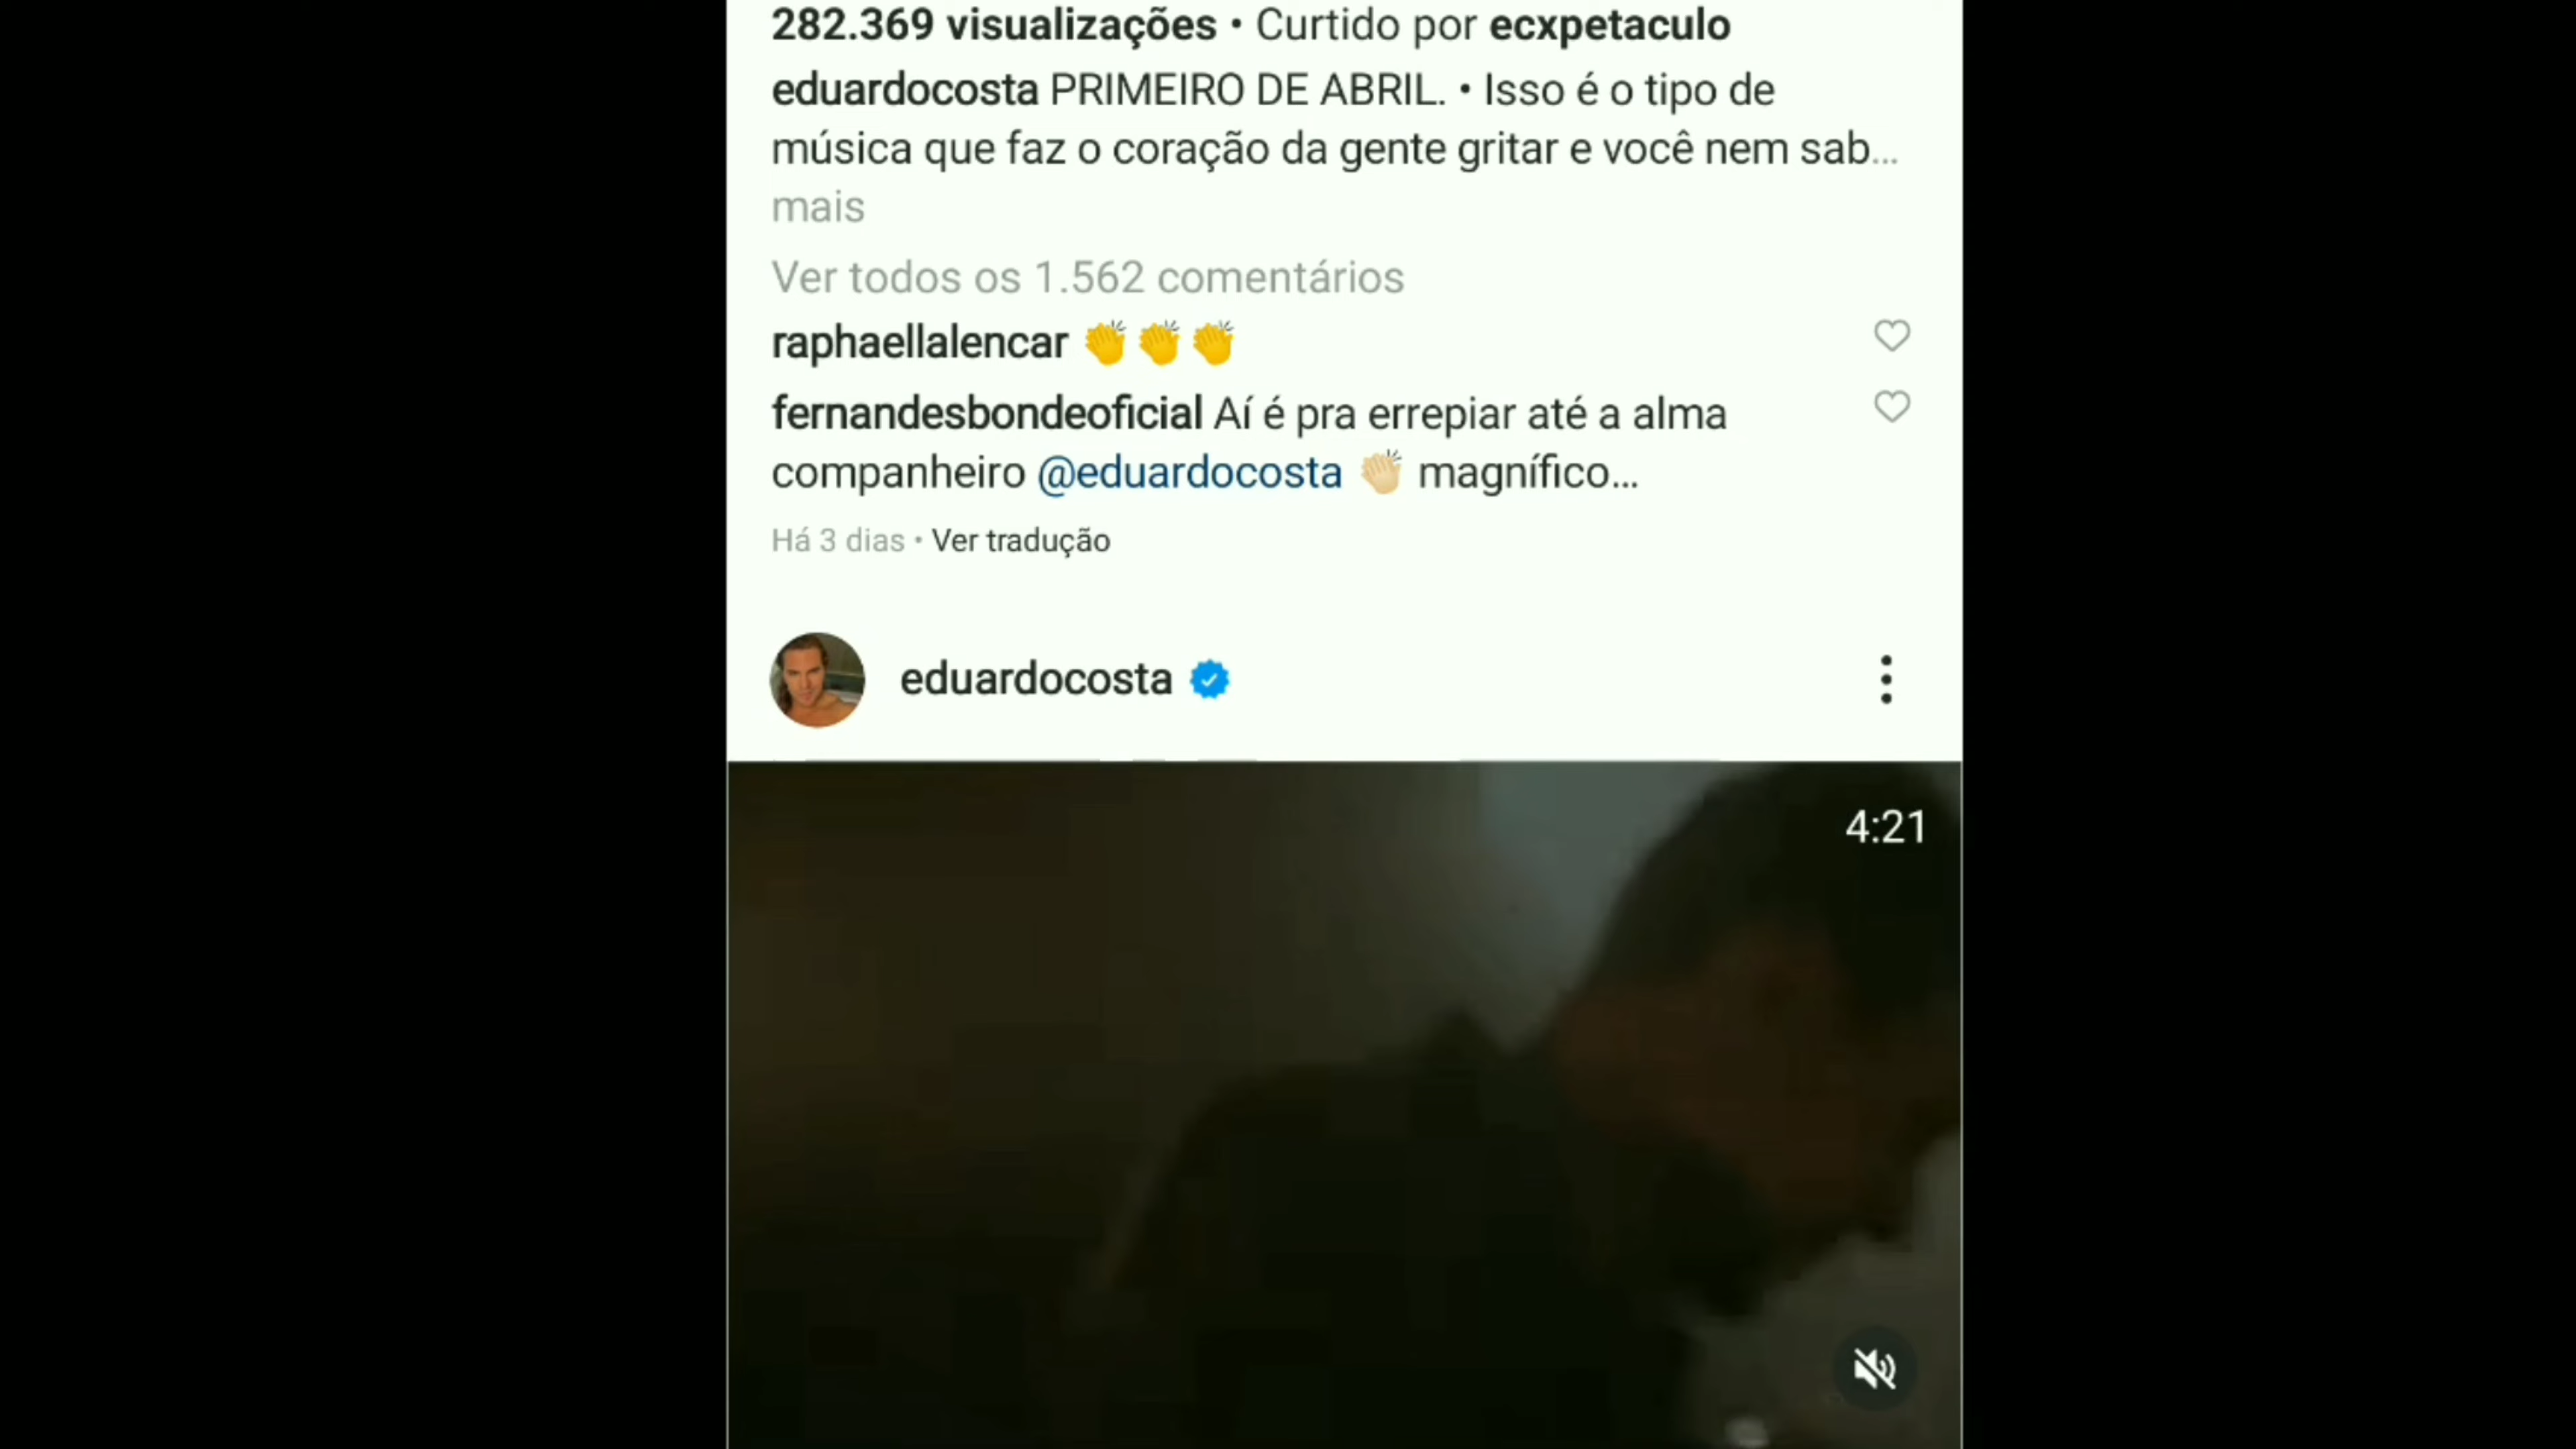 282.369 visualizações • Curtido por ecxpetaculo
eduardocosta PRIMEIRO DE ABRIL. • Isso é o tipo de
música que faz o coração da gente gritar e você nem sab...
mais
Ver todos os 1.562 comentários
raphaellalencar 👏👏👏
fernandesbondeoficial Aí é pra errepiar até a alma
companheiro @eduardocosta 👏🏻 magnífico...
Há 3 dias • Ver tradução
eduardocosta
4:21